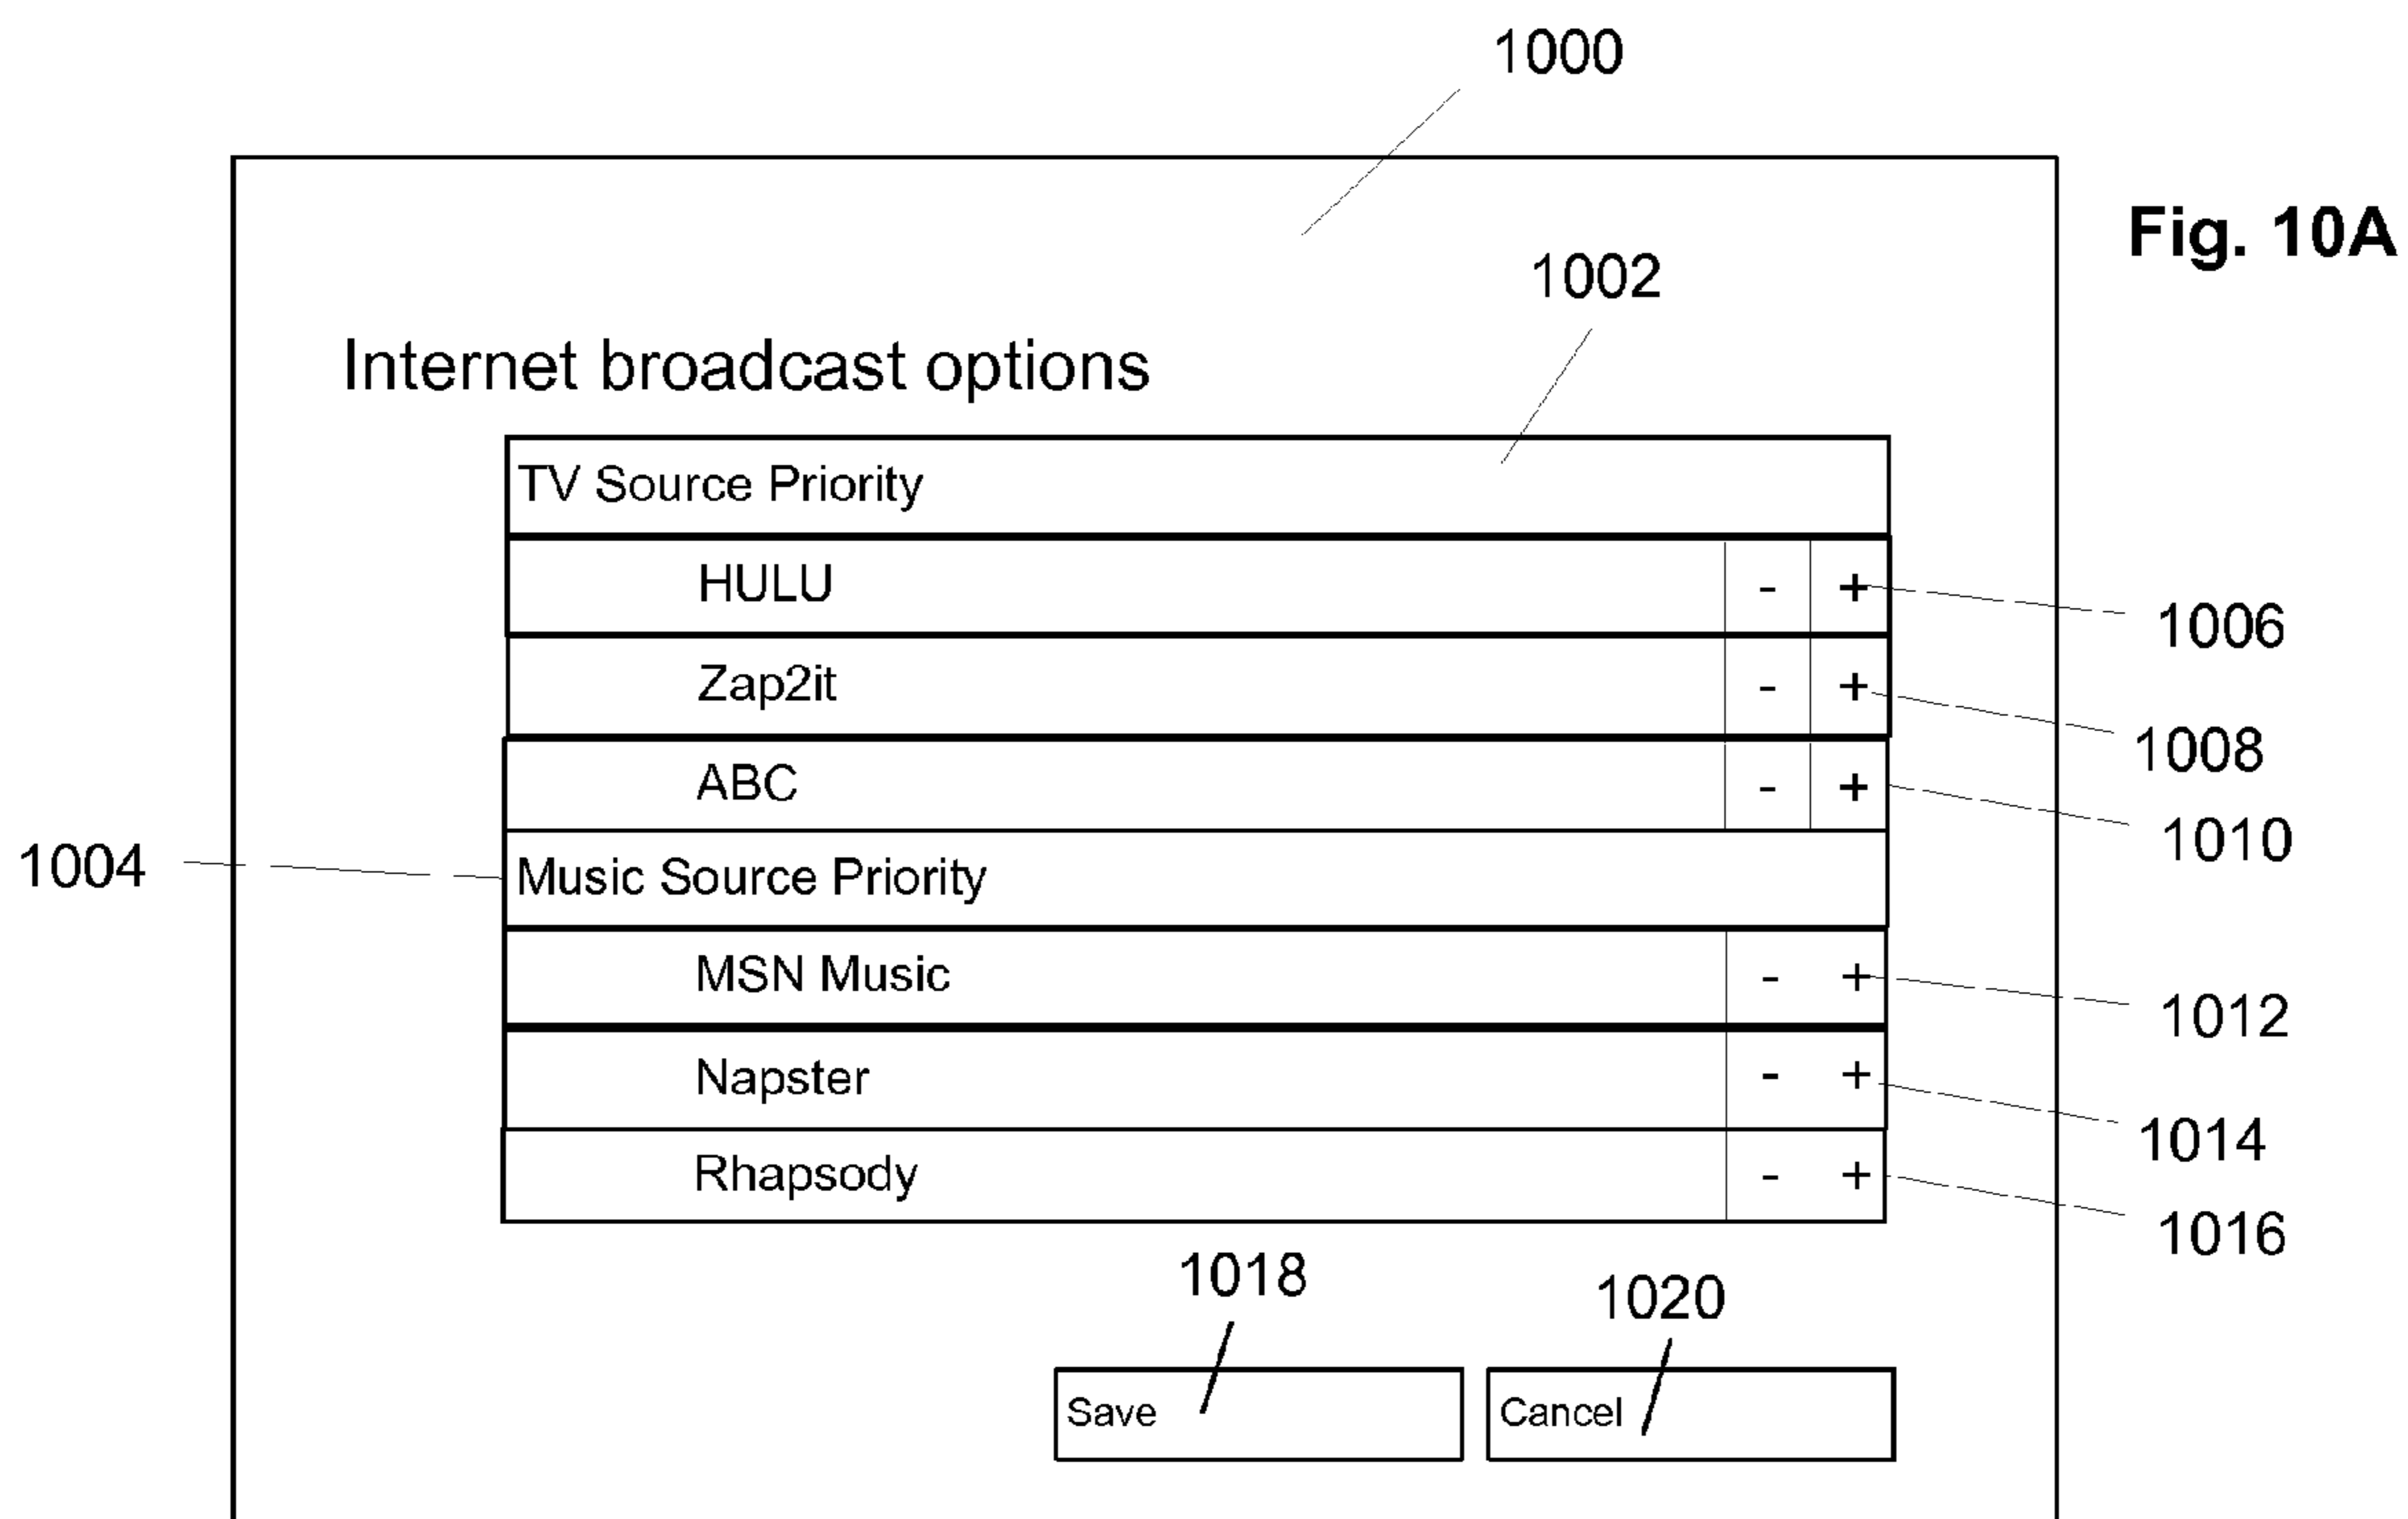 1000
Fig. 10A
1002
Internet broadcast options
TV Source Priority
HULU - +
1006
Zap2it - +
1008
ABC - +
1010
1004
Music Source Priority
MSN Music - +
1012
Napster - +
1014
Rhapsody - +
1016
1018
1020
Save
Cancel